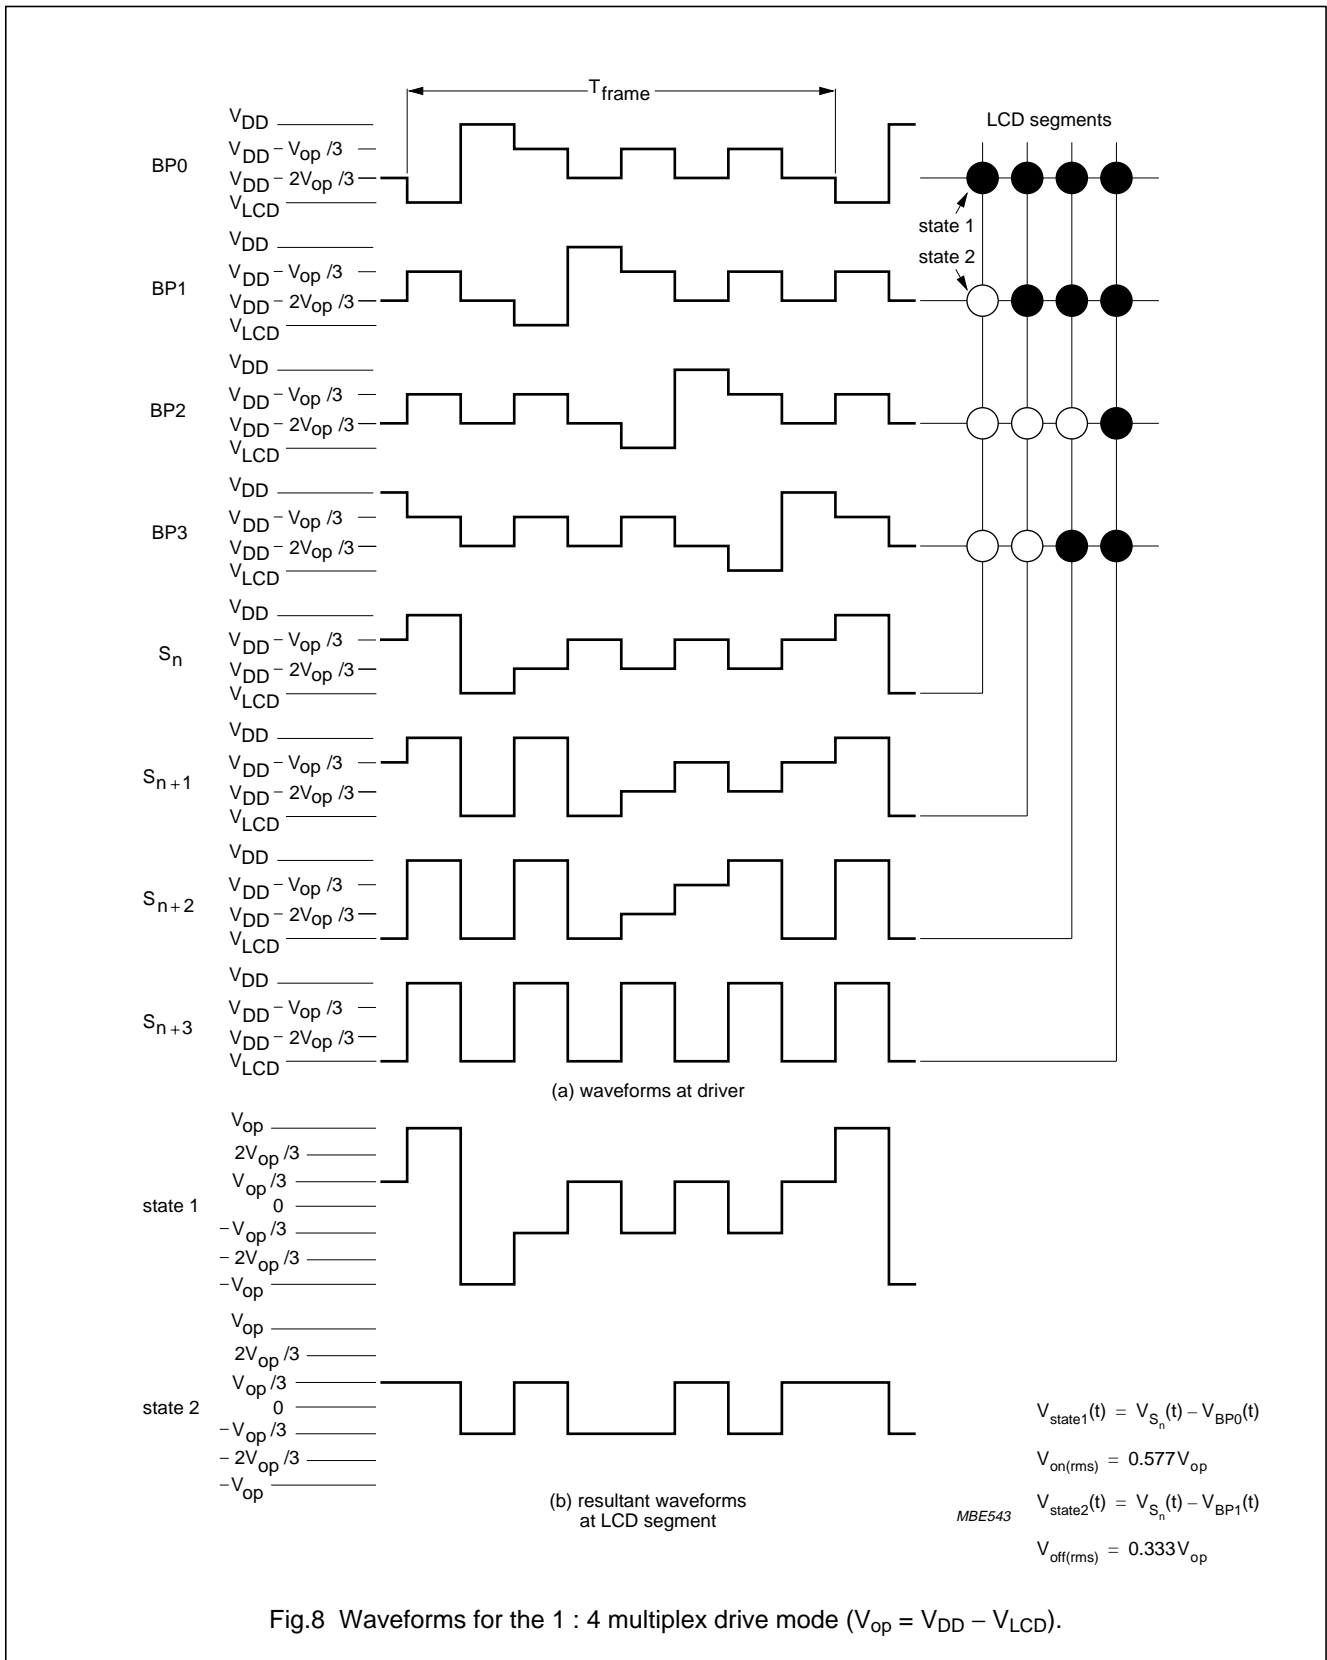 T_frame
LCD segments
BP0
V_DD
V_DD − V_op /3
V_DD − 2V_op /3
V_LCD
state 1
BP1
V_DD
V_DD − V_op /3
V_DD − 2V_op /3
V_LCD
state 2
BP2
V_DD
V_DD − V_op /3
V_DD − 2V_op /3
V_LCD
BP3
V_DD
V_DD − V_op /3
V_DD − 2V_op /3
V_LCD
S_n
V_DD
V_DD − V_op /3
V_DD − 2V_op /3
V_LCD
S_n+1
V_DD
V_DD − V_op /3
V_DD − 2V_op /3
V_LCD
S_n+2
V_DD
V_DD − V_op /3
V_DD − 2V_op /3
V_LCD
S_n+3
V_DD
V_DD − V_op /3
V_DD − 2V_op /3
V_LCD
(a) waveforms at driver
state 1
V_op
2V_op /3
V_op /3
0
−V_op /3
− 2V_op /3
−V_op
state 2
V_op
2V_op /3
V_op /3
0
−V_op /3
− 2V_op /3
−V_op
(b) resultant waveforms
at LCD segment
MBE543
V_state1(t) = V_S_n(t) − V_BP0(t)
V_on(rms) = 0.577V_op
V_state2(t) = V_S_n(t) − V_BP1(t)
V_off(rms) = 0.333V_op
Fig.8 Waveforms for the 1 : 4 multiplex drive mode (V_op = V_DD − V_LCD).